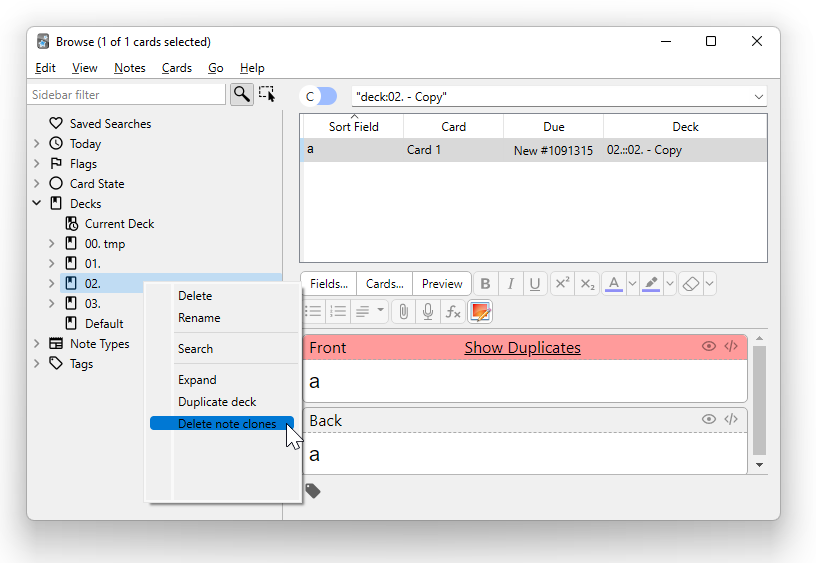 Browse (1 of 1 cards selected)
Edit View Notes Cards Go Help
Sidebar filter
C "deck:02. - Copy"
Saved Searches
Today
Flags
Card State
Decks
Current Deck
00. tmp
01.
02.
03.
Default
Note Types
Tags
Delete
Rename
Search
Expand
Duplicate deck
Delete note clones
Sort Field Card Due Deck
a Card 1 New #1091315 02.::02. - Copy
Fields... Cards... Preview B I U x² x₂ A
fx
Front Show Duplicates </>
a
Back </>
a